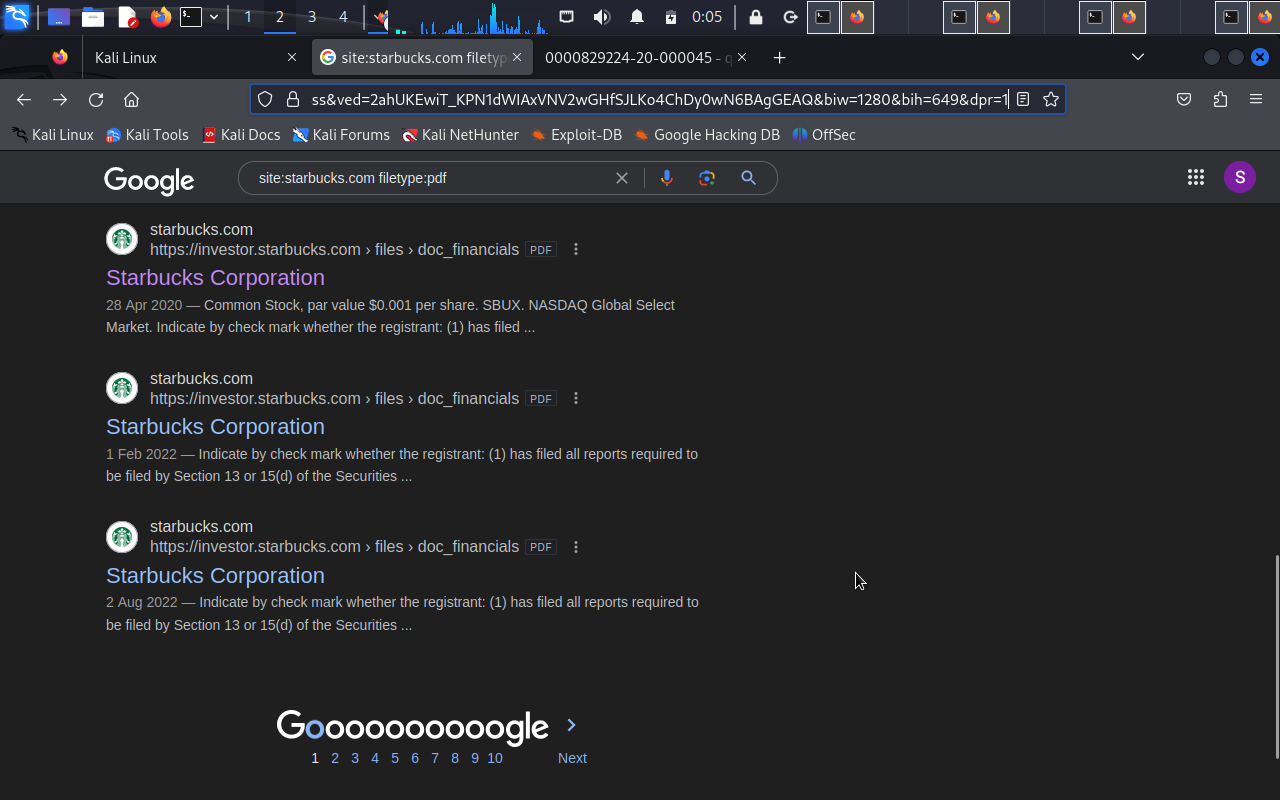 1 2 3 4 0:05
Kali Linux site:starbucks.com filetyp 0000829224-20-000045 - q
ss&ved=2ahUKEwiT_KPN1dWIAxVNV2wGHfSJLKo4ChDy0wN6BAgGEAQ&biw=1280&bih=649&dpr=1
Kali Linux Kali Tools Kali Docs Kali Forums Kali NetHunter Exploit-DB Google Hacking DB OffSec
Google site:starbucks.com filetype:pdf S
starbucks.com
https://investor.starbucks.com › files › doc_financials PDF
Starbucks Corporation
28 Apr 2020 — Common Stock, par value $0.001 per share. SBUX. NASDAQ Global Select
Market. Indicate by check mark whether the registrant: (1) has filed ...
starbucks.com
https://investor.starbucks.com › files › doc_financials PDF
Starbucks Corporation
1 Feb 2022 — Indicate by check mark whether the registrant: (1) has filed all reports required to
be filed by Section 13 or 15(d) of the Securities ...
starbucks.com
https://investor.starbucks.com › files › doc_financials PDF
Starbucks Corporation
2 Aug 2022 — Indicate by check mark whether the registrant: (1) has filed all reports required to
be filed by Section 13 or 15(d) of the Securities ...
Goooooooooogle >
1 2 3 4 5 6 7 8 9 10 Next